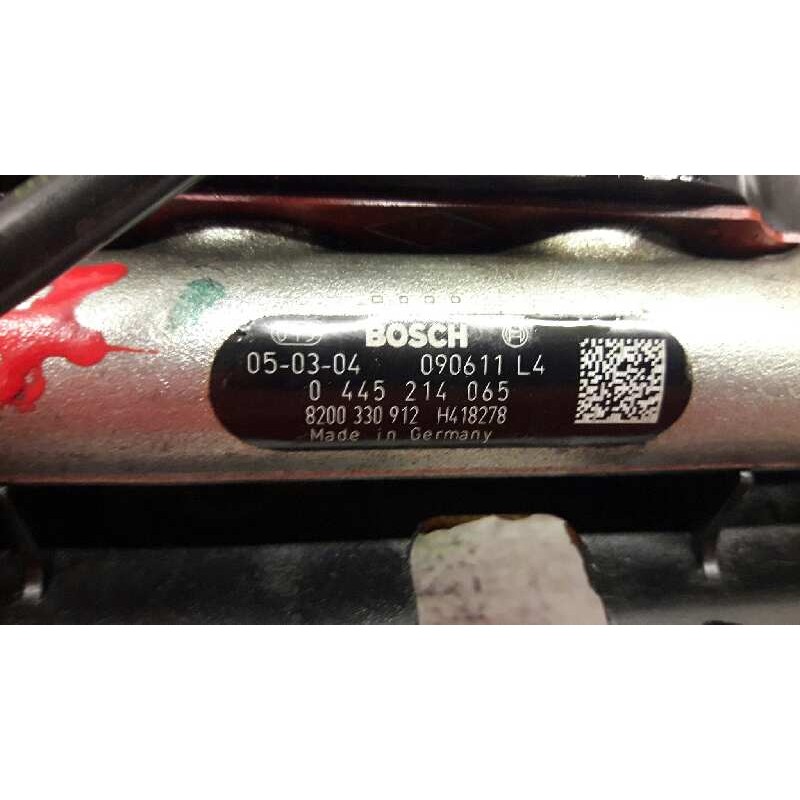 BOSCH
05-03-04 090611 L4
0 445 214 065
8200 330 912 H418278
Made in Germany